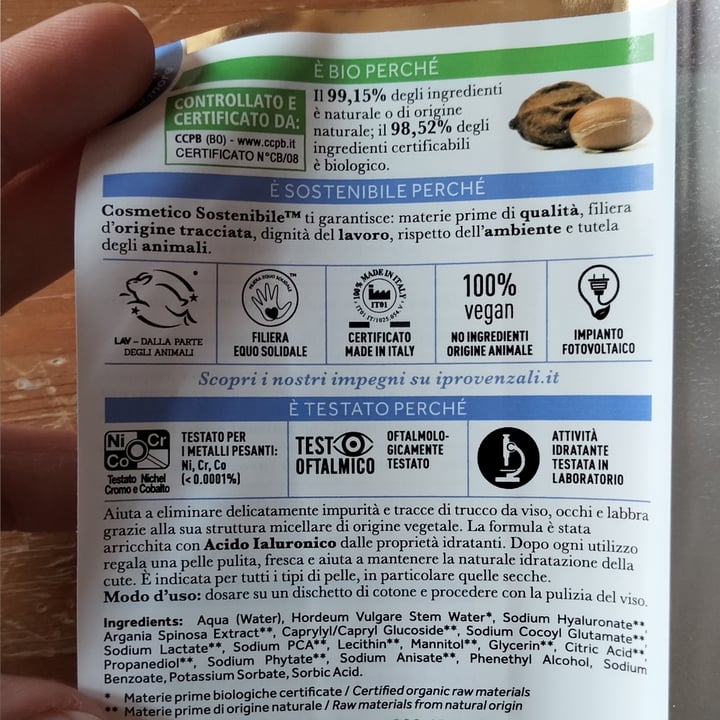 È BIO PERCHÉ
CONTROLLATO E
CERTIFICATO DA:
CCPB (BO) - www.ccpb.it
CERTIFICATO N°CB/08
Il 99,15% degli ingredienti
è naturale o di origine
naturale; il 98,52% degli
ingredienti certificabili
è biologico.
È SOSTENIBILE PERCHÉ
Cosmetico Sostenibile™ ti garantisce: materie prime di qualità, filiera
d'origine tracciata, dignità del lavoro, rispetto dell'ambiente e tutela
degli animali.
LAV - DALLA PARTE
DEGLI ANIMALI
FILIERA EQUO SOLIDALE™
FILIERA
EQUO SOLIDALE
100% MADE IN ITALY
IT01
CERTIFICATO
MADE IN ITALY
100%
vegan
NO INGREDIENTI
ORIGINE ANIMALE
IMPIANTO
FOTOVOLTAICO
Scopri i nostri impegni su iprovenzali.it
È TESTATO PERCHÉ
Ni Cr
Co
Testato Nichel
Cromo e Cobalto
TESTATO PER
I METALLI PESANTI:
Ni, Cr, Co
(<0.0001%)
TEST
OFTALMICO
OFTALMOLO-
GICAMENTE
TESTATO
ATTIVITÀ
IDRATANTE
TESTATA IN
LABORATORIO
Aiuta a eliminare delicatamente impurità e tracce di trucco da viso, occhi e labbra
grazie alla sua struttura micellare di origine vegetale. La formula è stata
arricchita con Acido Ialuronico dalle proprietà idratanti. Dopo ogni utilizzo
regala una pelle pulita, fresca e aiuta a mantenere la naturale idratazione della
cute. È indicata per tutti i tipi di pelle, in particolare quelle secche.
Modo d'uso: dosare su un dischetto di cotone e procedere con la pulizia del viso.
Ingredients: Aqua (Water), Hordeum Vulgare Stem Water*, Sodium Hyaluronate**,
Argania Spinosa Extract**, Caprylyl/Capryl Glucoside**, Sodium Cocoyl Glutamate**,
Sodium Lactate**, Sodium PCA**, Lecithin**, Mannitol**, Glycerin**, Citric Acid**,
Propanediol**, Sodium Phytate**, Sodium Anisate**, Phenethyl Alcohol, Sodium
Benzoate, Potassium Sorbate, Sorbic Acid.
* Materie prime biologiche certificate / Certified organic raw materials
** Materie prime di origine naturale / Raw materials from natural origin